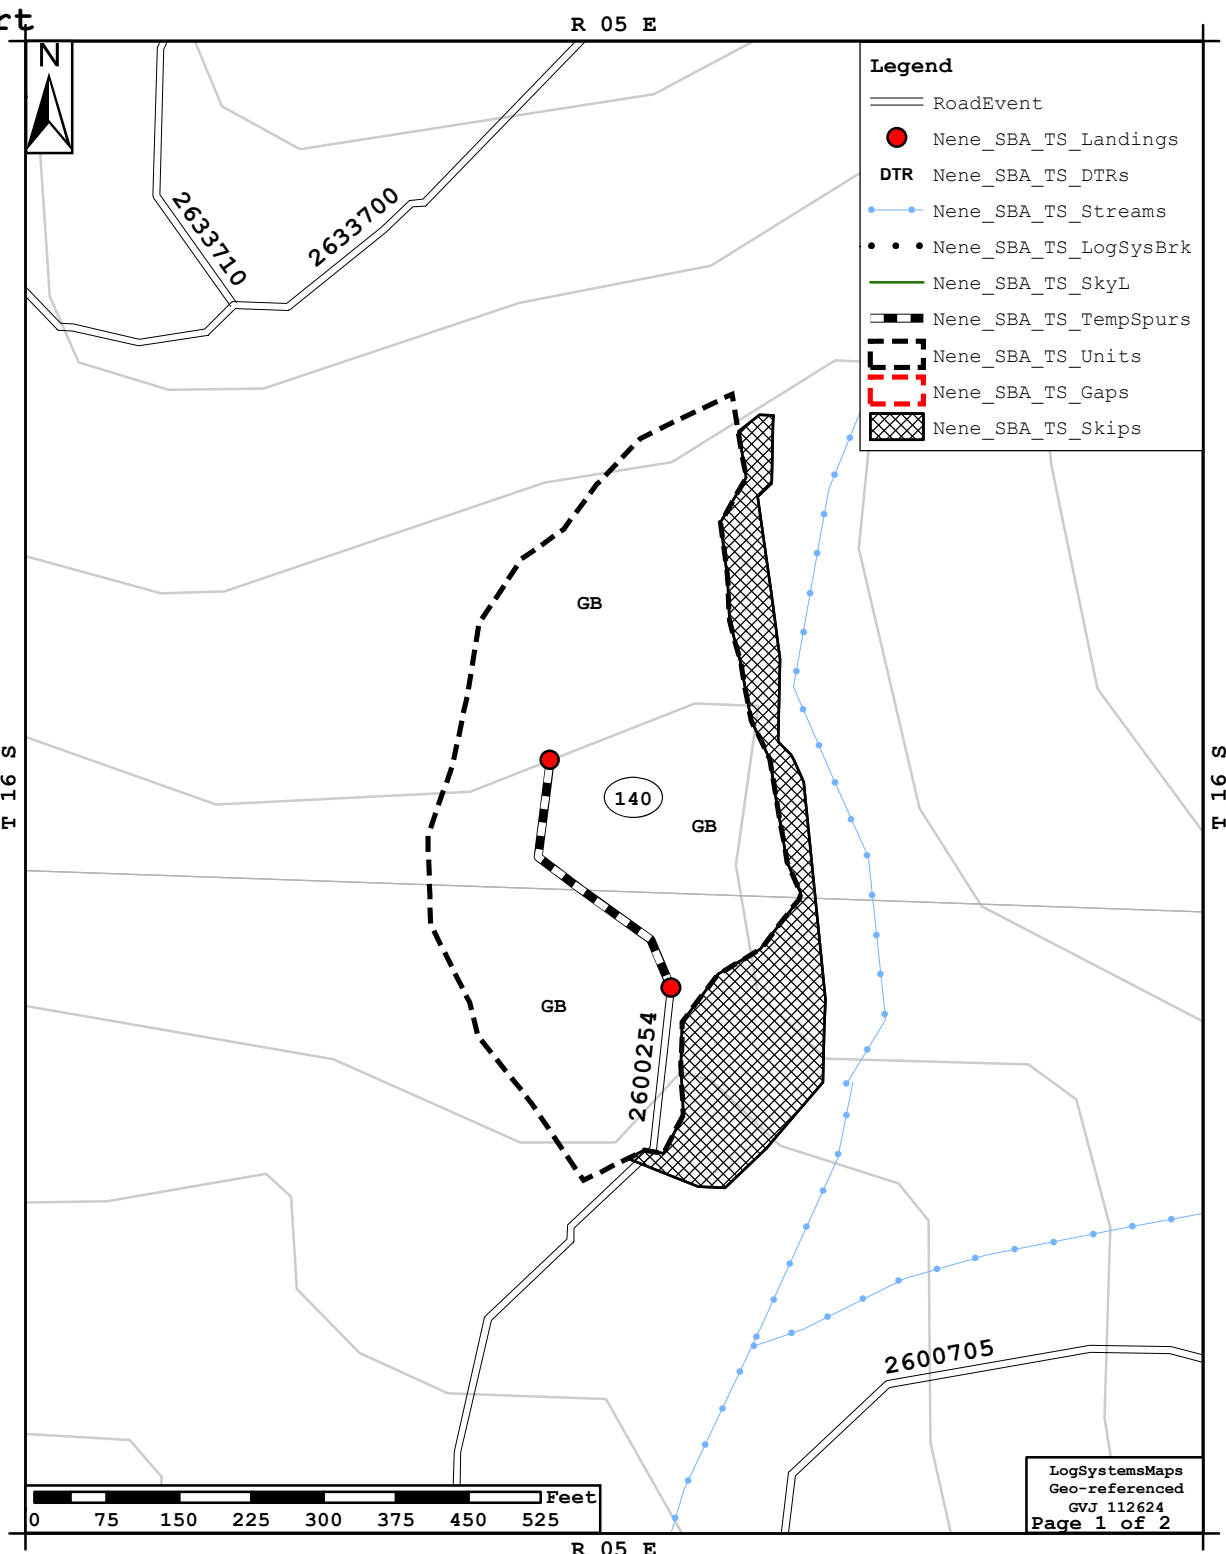 rt
R 05 E
N
Legend
RoadEvent
Nene_SBA_TS_Landings
DTR Nene_SBA_TS_DTRs
Nene_SBA_TS_Streams
Nene_SBA_TS_LogSysBrk
Nene_SBA_TS_SkyL
Nene_SBA_TS_TempSpurs
Nene_SBA_TS_Units
Nene_SBA_TS_Gaps
Nene_SBA_TS_Skips
2633710
2633700
GB
T 16 S
T 16 S
140
GB
GB
2600254
2600705
Feet
0 75 150 225 300 375 450 525
LogSystemsMaps
Geo-referenced
GVJ 112624
Page 1 of 2
R 05 E